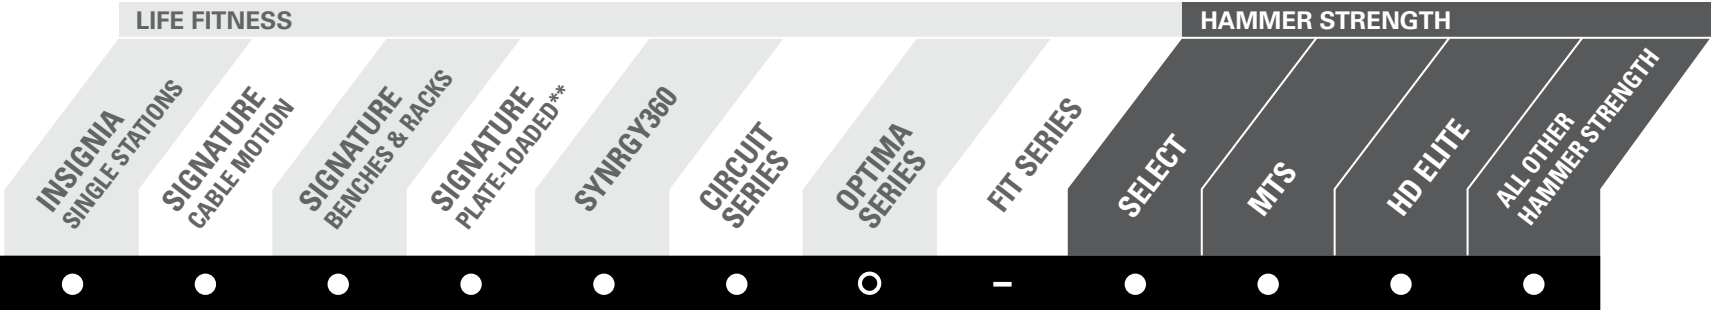 LIFE FITNESS
HAMMER STRENGTH
INSIGNIA
SINGLE STATIONS
SIGNATURE
CABLE MOTION
SIGNATURE
BENCHES & RACKS
SIGNATURE
PLATE-LOADED**
SYNRGY360
CIRCUIT
SERIES
OPTIMA
SERIES
FIT SERIES
SELECT
MTS
HD ELITE
ALL OTHER
HAMMER STRENGTH